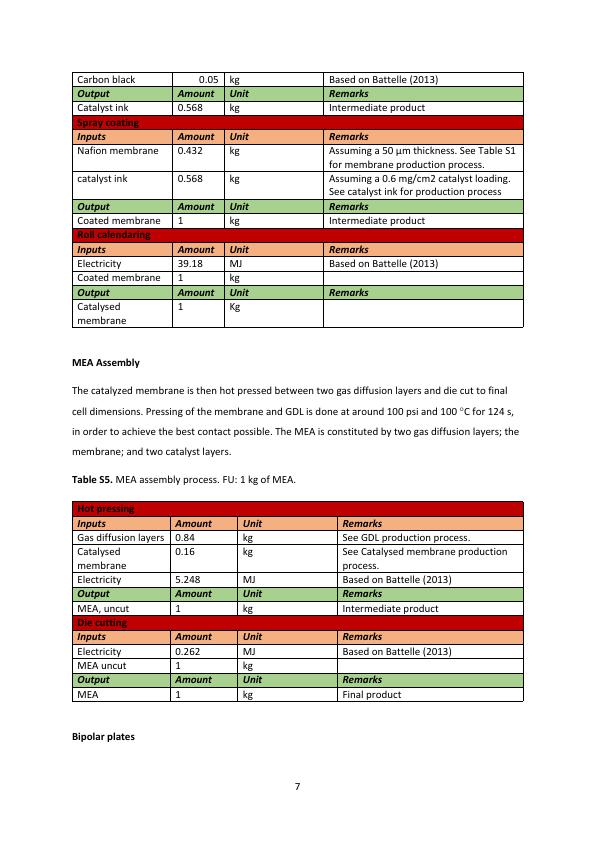 Carbon black 0.05 kg Based on Battelle (2013)
Output Amount Unit Remarks
Catalyst ink 0.568 kg Intermediate product
Spray coating
Inputs Amount Unit Remarks
Nafion membrane 0.432 kg Assuming a 50 µm thickness. See Table S1
for membrane production process.
catalyst ink 0.568 kg Assuming a 0.6 mg/cm2 catalyst loading.
See catalyst ink for production process
Output Amount Unit Remarks
Coated membrane 1 kg Intermediate product
Roll calendaring
Inputs Amount Unit Remarks
Electricity 39.18 MJ Based on Battelle (2013)
Coated membrane 1 kg
Output Amount Unit Remarks
Catalysed 1 Kg
membrane
MEA Assembly
The catalyzed membrane is then hot pressed between two gas diffusion layers and die cut to final
cell dimensions. Pressing of the membrane and GDL is done at around 100 psi and 100 °C for 124 s,
in order to achieve the best contact possible. The MEA is constituted by two gas diffusion layers; the
membrane; and two catalyst layers.
Table S5. MEA assembly process. FU: 1 kg of MEA.
Hot pressing
Inputs Amount Unit Remarks
Gas diffusion layers 0.84 kg See GDL production process.
Catalysed 0.16 kg See Catalysed membrane production
membrane process.
Electricity 5.248 MJ Based on Battelle (2013)
Output Amount Unit Remarks
MEA, uncut 1 kg Intermediate product
Die cutting
Inputs Amount Unit Remarks
Electricity 0.262 MJ Based on Battelle (2013)
MEA uncut 1 kg
Output Amount Unit Remarks
MEA 1 kg Final product
Bipolar plates
7